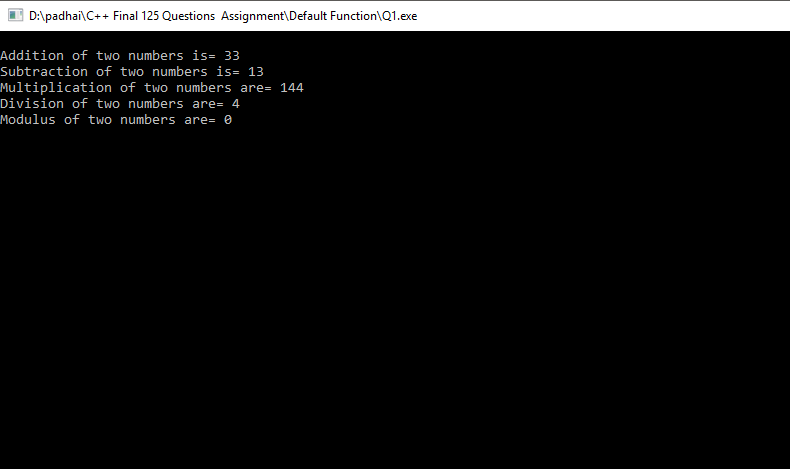 D:\padhai\C++ Final 125 Questions  Assignment\Default Function\Q1.exe
Addition of two numbers is= 33
Subtraction of two numbers is= 13
Multiplication of two numbers are= 144
Division of two numbers are= 4
Modulus of two numbers are= 0